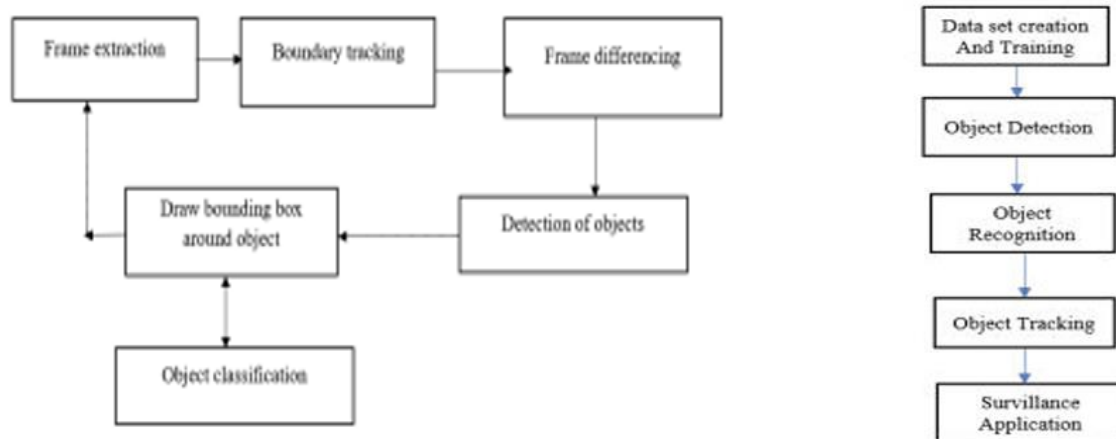 Frame extraction
Boundary tracking
Frame differencing
Draw bounding box
around object
Detection of objects
Object classification
Data set creation
And Training
Object Detection
Object
Recognition
Object Tracking
Survillance
Application